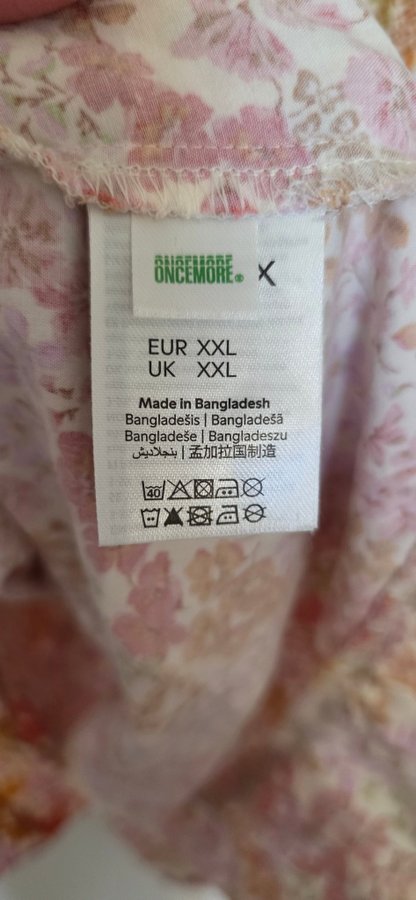 ONCEMORE® X
EUR XXL
UK XXL
Made in Bangladesh
Bangladešis | Bangladešā
Bangladeše | Bangladeszu
بنجلاديش | 孟加拉国制造
40